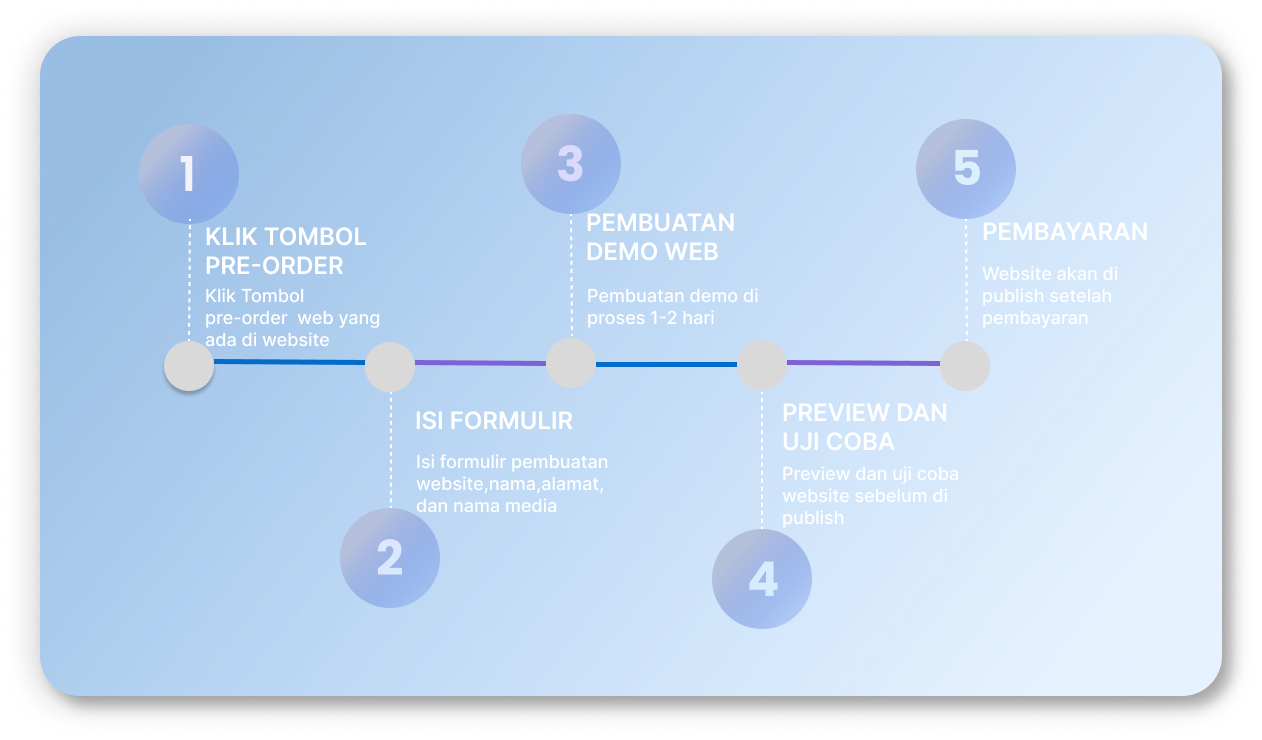 1
KLIK TOMBOL
PRE-ORDER
Klik Tombol
pre-order  web yang
ada di website
2
ISI FORMULIR
Isi formulir pembuatan
website,nama,alamat,
dan nama media
3
PEMBUATAN
DEMO WEB
Pembuatan demo di
proses 1-2 hari
4
PREVIEW DAN
UJI COBA
Preview dan uji coba
website sebelum di
publish
5
PEMBAYARAN
Website akan di
publish setelah
pembayaran